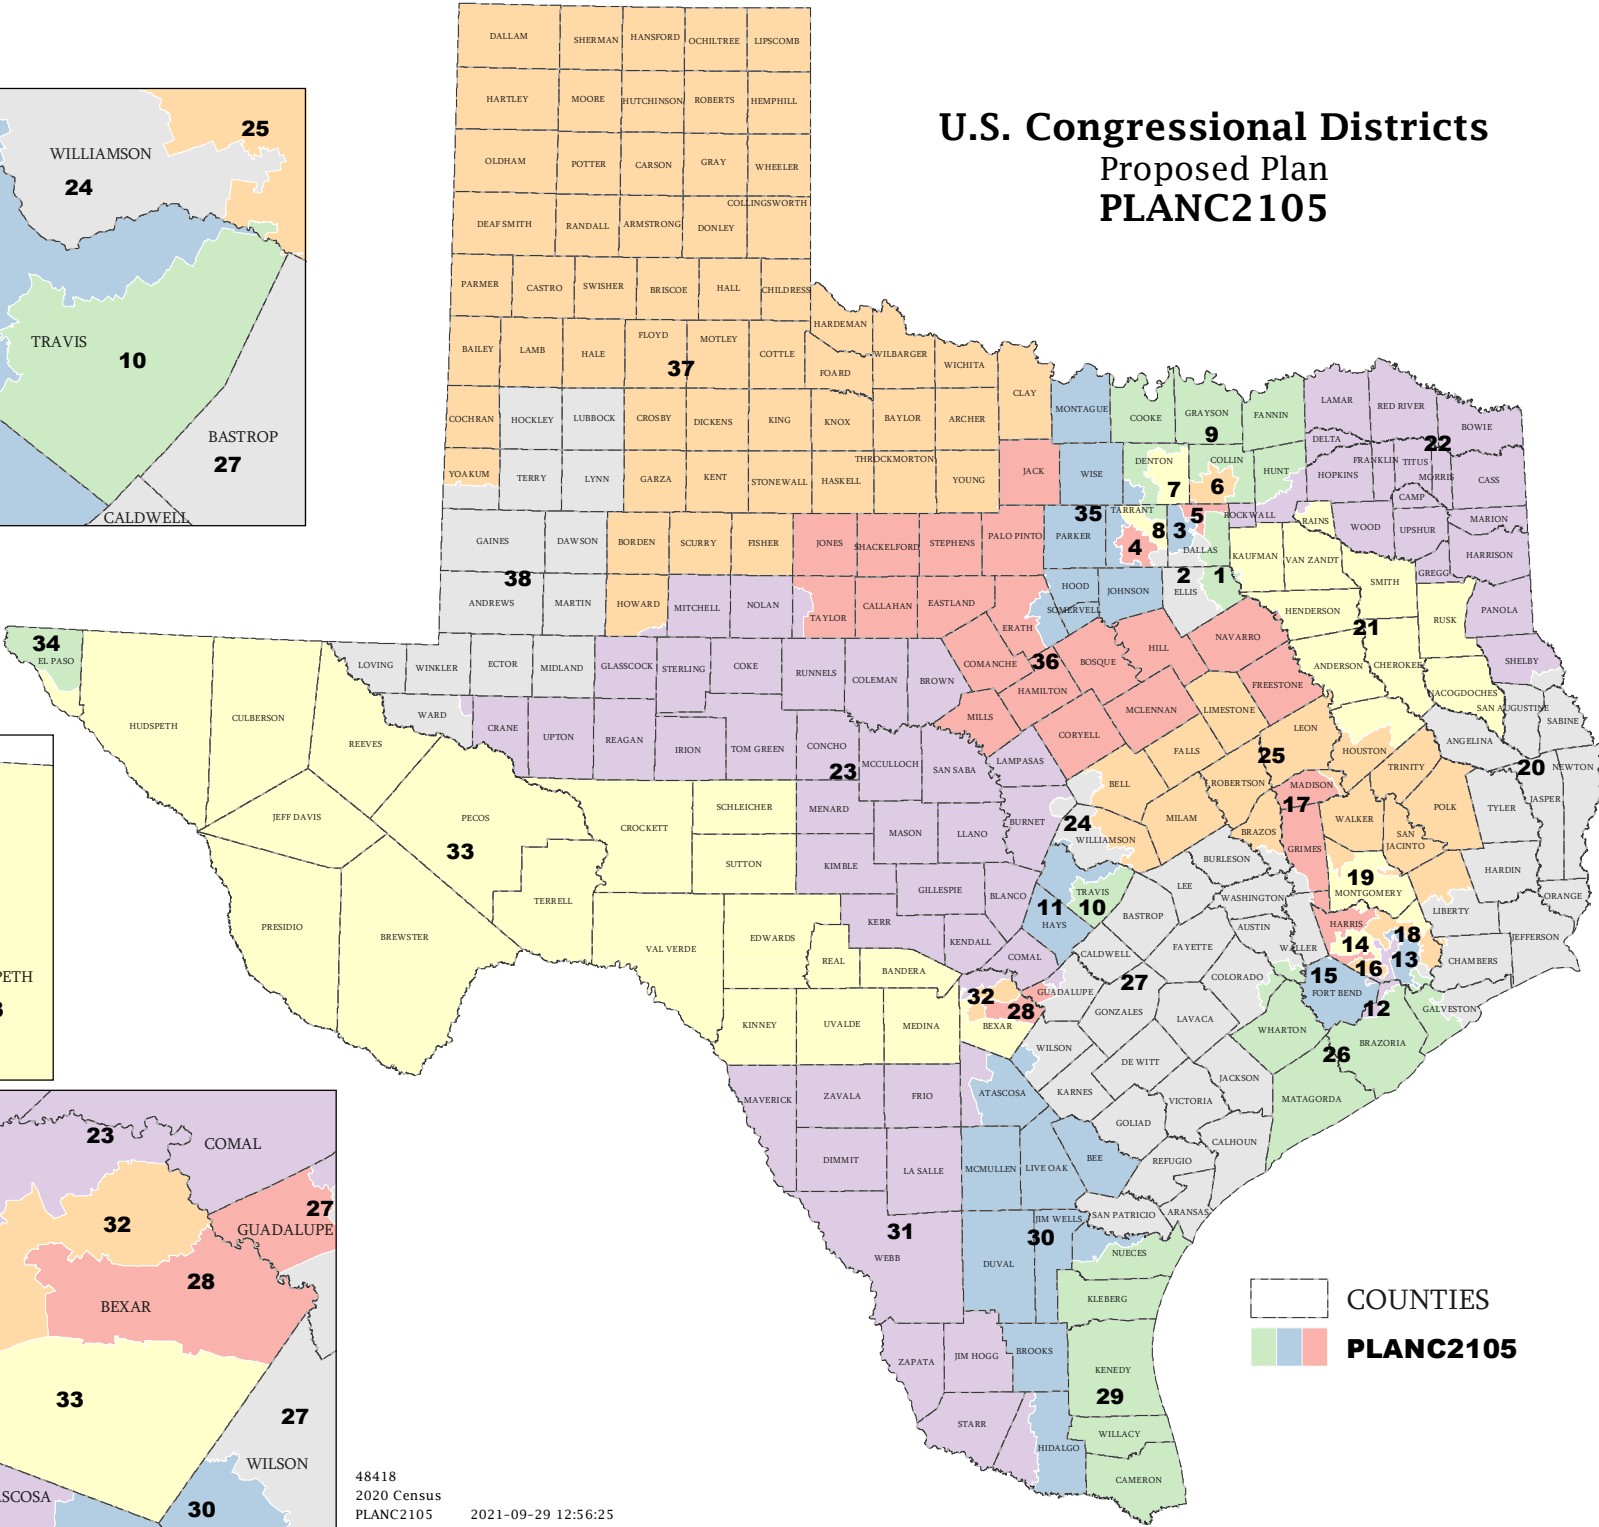 U.S. Congressional Districts
Proposed Plan
PLANC2105
WILLIAMSON
24
25
TRAVIS
10
BASTROP
27
CALDWELL
DALLAM
SHERMAN
HANSFORD
OCHILTREE
LIPSCOMB
HARTLEY
MOORE
HUTCHINSON
ROBERTS
HEMPHILL
OLDHAM
POTTER
CARSON
GRAY
WHEELER
DEAF SMITH
RANDALL
ARMSTRONG
DONLEY
COLLINGSWORTH
PARMER
CASTRO
SWISHER
BRISCOE
HALL
CHILDRESS
HARDEMAN
BAILEY
LAMB
HALE
FLOYD
MOTLEY
37
COTTLE
FOARD
WILBARGER
WICHITA
CLAY
COCHRAN
HOCKLEY
LUBBOCK
CROSBY
DICKENS
KING
KNOX
BAYLOR
ARCHER
MONTAGUE
COOKE
GRAYSON
9
FANNIN
LAMAR
RED RIVER
BOWIE
22
YOAKUM
TERRY
LYNN
GARZA
KENT
STONEWALL
HASKELL
THROCKMORTON
YOUNG
JACK
WISE
DENTON
7
COLLIN
6
HUNT
DELTA
HOPKINS
FRANKLIN
TITUS
MORRIS
CASS
CAMP
GAINES
DAWSON
BORDEN
SCURRY
FISHER
JONES
SHACKELFORD
STEPHENS
PALO PINTO
PARKER
35
TARRANT
8
4
3
5
DALLAS
ROCKWALL
RAINS
WOOD
UPSHUR
MARION
HARRISON
GREGG
KAUFMAN
VAN ZANDT
SMITH
38
ANDREWS
MARTIN
HOWARD
MITCHELL
NOLAN
TAYLOR
CALLAHAN
EASTLAND
ERATH
HOOD
SOMERVELL
JOHNSON
2
ELLIS
1
HENDERSON
21
RUSK
PANOLA
34
EL PASO
HUDSPETH
CULBERSON
REEVES
LOVING
WINKLER
ECTOR
MIDLAND
GLASSCOCK
STERLING
COKE
RUNNELS
COLEMAN
BROWN
COMANCHE
36
HAMILTON
BOSQUE
HILL
NAVARRO
FREESTONE
ANDERSON
CHEROKEE
NACOGDOCHES
SHELBY
SAN AUGUSTINE
SABINE
WARD
CRANE
UPTON
REAGAN
IRION
TOM GREEN
CONCHO
23
MCCULLOCH
SAN SABA
MILLS
LAMPASAS
CORYELL
MCLENNAN
LIMESTONE
FALLS
LEON
25
HOUSTON
ANGELINA
TRINITY
20
NEWTON
JASPER
TYLER
POLK
JEFF DAVIS
PECOS
33
CROCKETT
SCHLEICHER
SUTTON
MENARD
MASON
LLANO
BURNET
BELL
24
WILLIAMSON
MILAM
ROBERTSON
BRAZOS
MADISON
17
GRIMES
WALKER
SAN
JACINTO
HARDIN
ORANGE
KIMBLE
GILLESPIE
BLANCO
TRAVIS
11
10
HAYS
BASTROP
LEE
BURLESON
WASHINGTON
AUSTIN
WALLER
19
MONTGOMERY
LIBERTY
JEFFERSON
CHAMBERS
PRESIDIO
BREWSTER
TERRELL
VAL VERDE
EDWARDS
REAL
KERR
KENDALL
COMAL
BANDERA
CALDWELL
FAYETTE
COLORADO
HARRIS
14
18
13
16
15
FORT BEND
12
GALVESTON
KINNEY
UVALDE
MEDINA
32
28
BEXAR
GUADALUPE
27
GONZALES
LAVACA
WHARTON
26
BRAZORIA
MATAGORDA
MAVERICK
ZAVALA
FRIO
ATASCOSA
WILSON
KARNES
DE WITT
JACKSON
VICTORIA
GOLIAD
CALHOUN
DIMMIT
LA SALLE
MCMULLEN
LIVE OAK
BEE
REFUGIO
ARANSAS
SAN PATRICIO
31
WEBB
DUVAL
JIM WELLS
30
NUECES
KLEBERG
ZAPATA
JIM HOGG
BROOKS
KENEDY
29
STARR
HIDALGO
WILLACY
CAMERON
PETH
23
COMAL
32
27
GUADALUPE
28
BEXAR
33
27
WILSON
30
SCOSA
COUNTIES
PLANC2105
48418
2020 Census
PLANC2105 2021-09-29 12:56:25